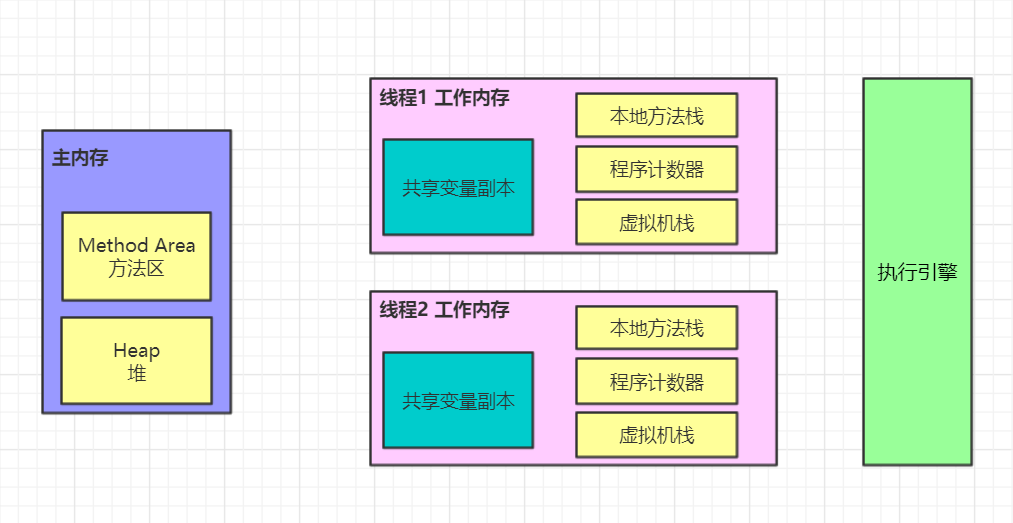 主内存
Method Area
方法区
Heap
堆
线程1 工作内存
共享变量副本
本地方法栈
程序计数器
虚拟机栈
线程2 工作内存
共享变量副本
本地方法栈
程序计数器
虚拟机栈
执行引擎